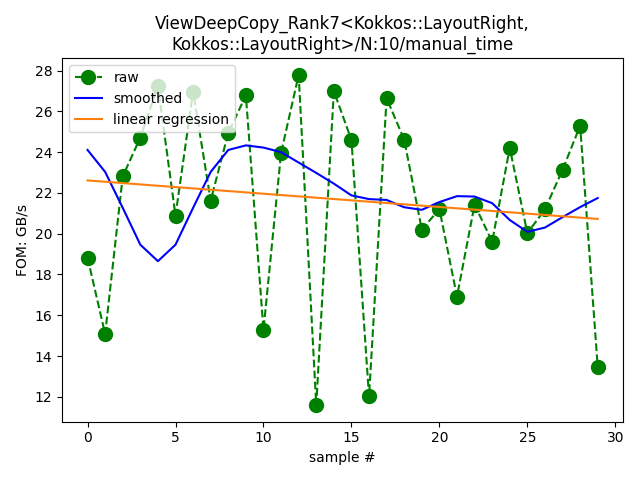 ViewDeepCopy_Rank7<Kokkos::LayoutRight,
Kokkos::LayoutRight>/N:10/manual_time
raw
smoothed
linear regression
FOM: GB/s
28
26
24
22
20
18
16
14
12
0
5
10
15
20
25
30
sample #